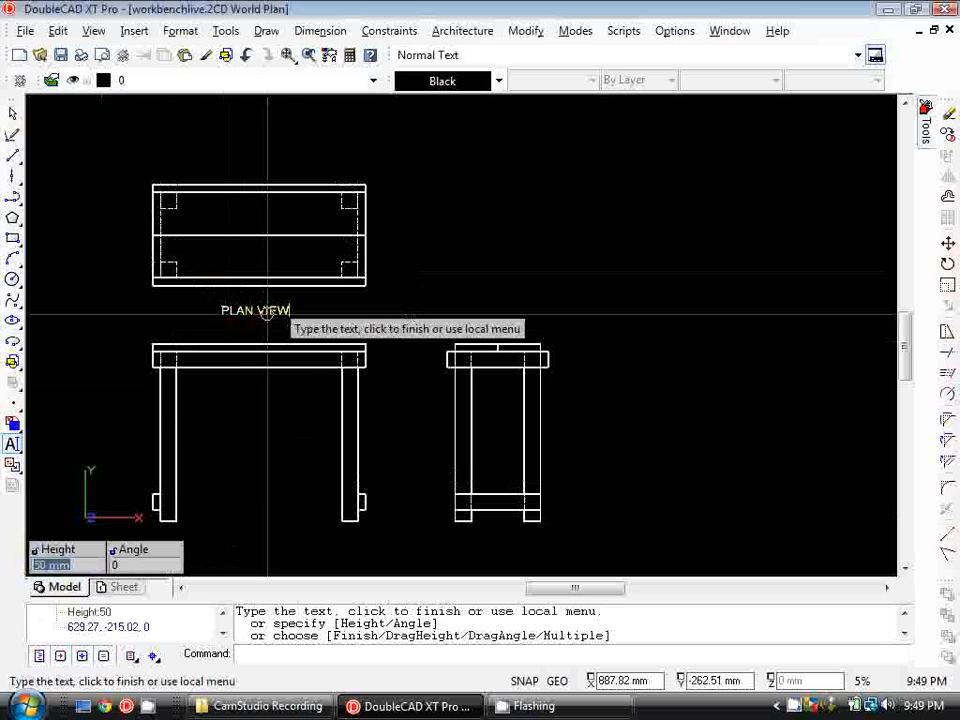 DoubleCAD XT Pro - [workbenchlive.2CD World Plan]
File Edit View Insert Format Tools Draw Dimension Constraints Architecture Modify Modes Scripts Options Window Help
Normal Text
0 Black By Layer
Tools
PLAN VIEW
Type the text, click to finish or use local menu
Y
X
Z
Height Angle
50 mm 0
Model Sheet
Height:50
629.27, -215.02, 0
Type the text, click to finish or use local menu.
or specify [Height/Angle]
or choose [Finish/DragHeight/DragAngle/Multiple]
Command:
Type the text, click to finish or use local menu SNAP GEO X 887.82 mm Y -262.51 mm Z 0 mm 5% 9:49 PM
CamStudio Recording DoubleCAD XT Pro ... Flashing 9:49 PM